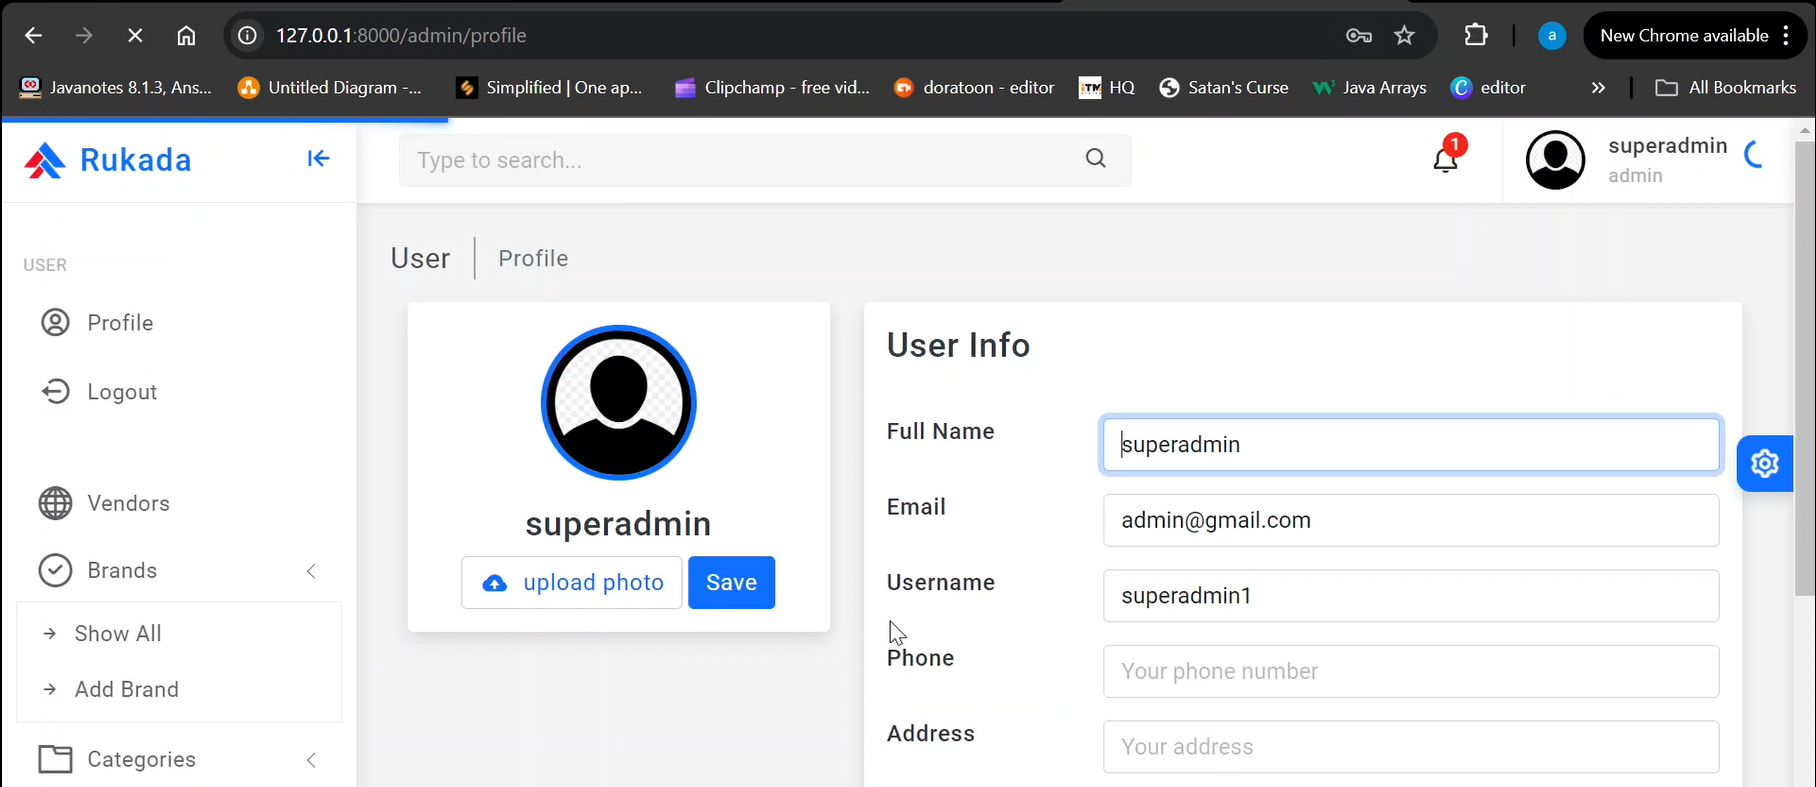 127.0.0.1:8000/admin/profile
a
New Chrome available
Javanotes 8.1.3, Ans...
Untitled Diagram -...
Simplified | One ap...
Clipchamp - free vid...
doratoon - editor
HQ
Satan's Curse
Java Arrays
editor
All Bookmarks
Rukada
Type to search...
1
superadmin
admin
USER
Profile
Logout
Vendors
Brands
Show All
Add Brand
Categories
User
Profile
superadmin
upload photo
Save
User Info
Full Name
superadmin
Email
admin@gmail.com
Username
superadmin1
Phone
Your phone number
Address
Your address